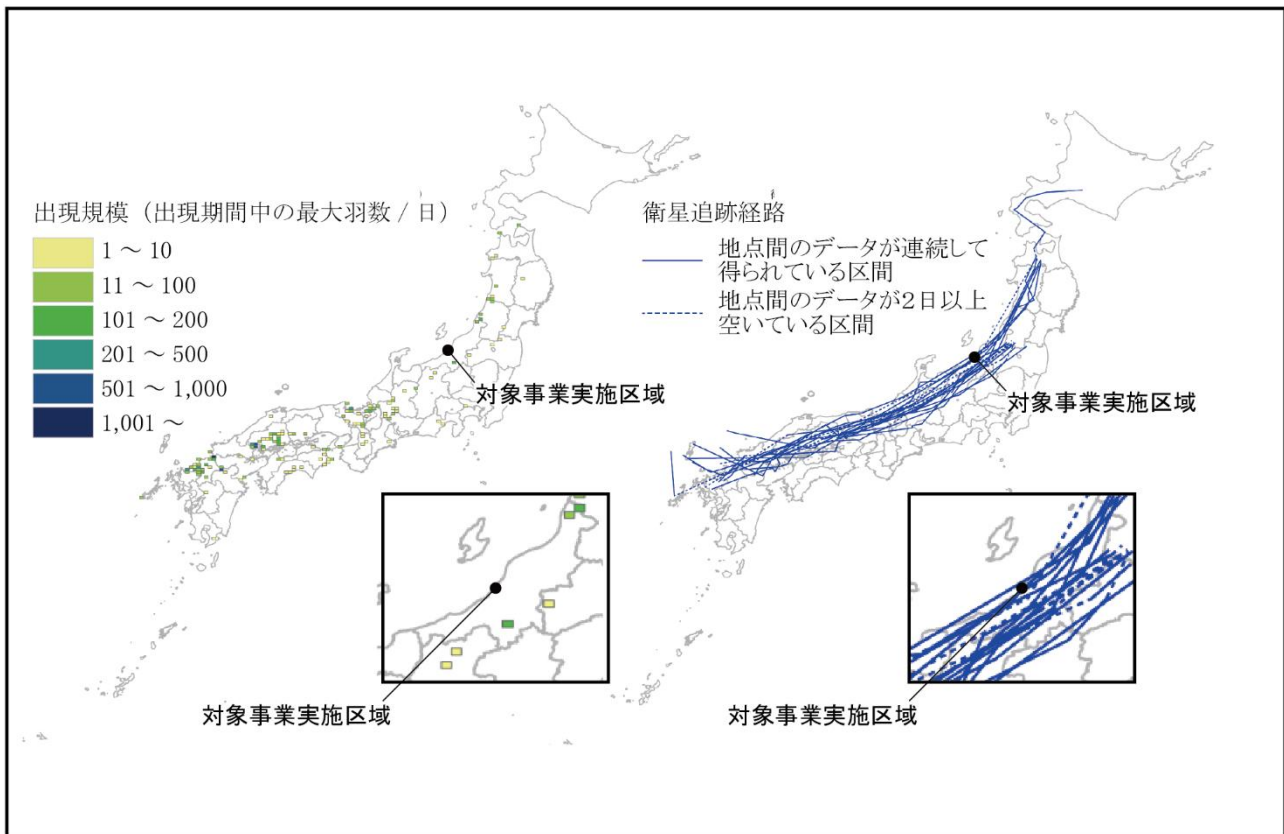 出現規模（出現期間中の最大羽数 / 日）
1 ～ 10
11 ～ 100
101 ～ 200
201 ～ 500
501 ～ 1,000
1,001 ～
対象事業実施区域
対象事業実施区域
衛星追跡経路
地点間のデータが連続して
得られている区間
地点間のデータが2日以上
空いている区間
対象事業実施区域
対象事業実施区域